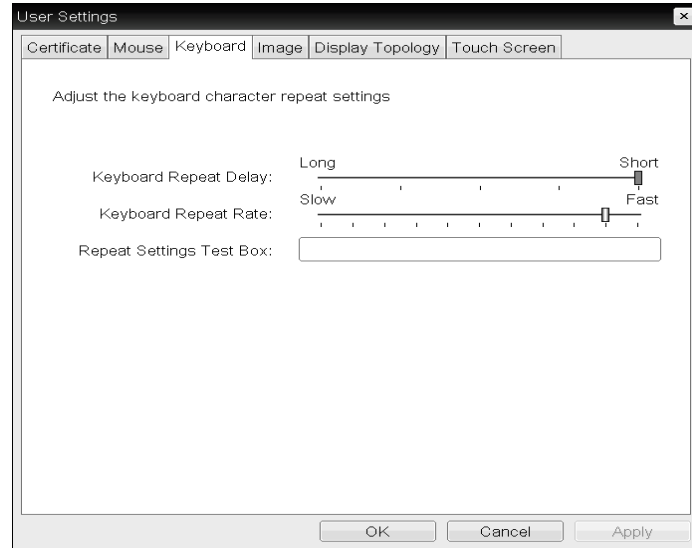 User Settings
Certificate Mouse Keyboard Image Display Topology Touch Screen
Adjust the keyboard character repeat settings
Long Short
Keyboard Repeat Delay:
Slow Fast
Keyboard Repeat Rate:
Repeat Settings Test Box:
OK Cancel Apply